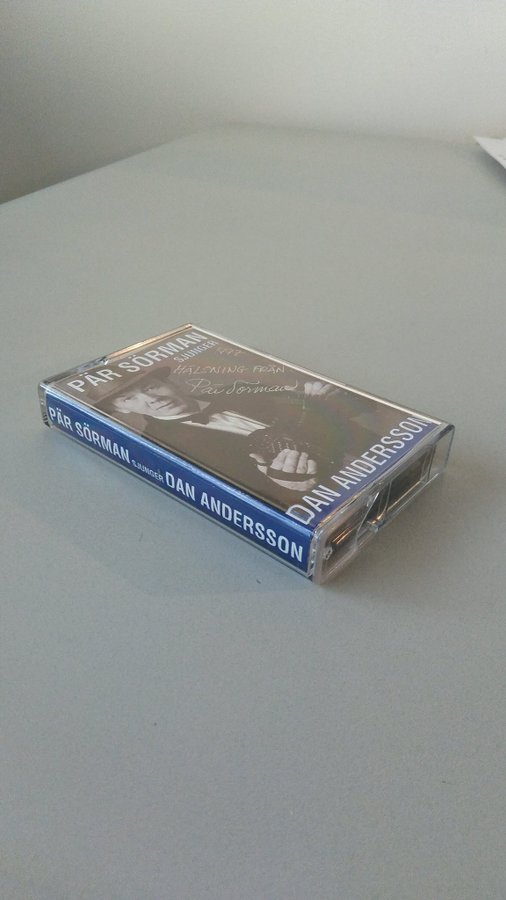 PÄR SÖRMAN
SJUNGER
HÄLSNING FRÅN
Pär Sörman
DAN ANDERSSON
PÄR SÖRMAN SJUNGER DAN ANDERSSON